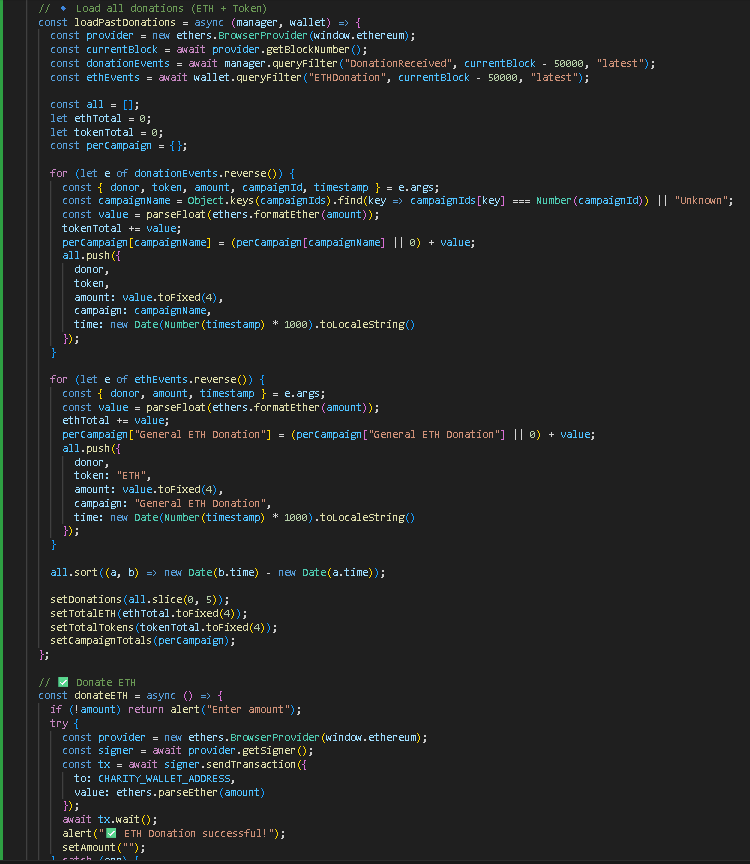 // 🔹 Load all donations (ETH + Token)
const loadPastDonations = async (manager, wallet) => {
const provider = new ethers.BrowserProvider(window.ethereum);
const currentBlock = await provider.getBlockNumber();
const donationEvents = await manager.queryFilter("DonationReceived", currentBlock - 50000, "latest");
const ethEvents = await wallet.queryFilter("ETHDonation", currentBlock - 50000, "latest");
const all = [];
let ethTotal = 0;
let tokenTotal = 0;
const perCampaign = {};
for (let e of donationEvents.reverse()) {
const { donor, token, amount, campaignId, timestamp } = e.args;
const campaignName = Object.keys(campaignIds).find(key => campaignIds[key] === Number(campaignId)) || "Unknown";
const value = parseFloat(ethers.formatEther(amount));
tokenTotal += value;
perCampaign[campaignName] = (perCampaign[campaignName] || 0) + value;
all.push({
donor,
token,
amount: value.toFixed(4),
campaign: campaignName,
time: new Date(Number(timestamp) * 1000).toLocaleString()
});
}
for (let e of ethEvents.reverse()) {
const { donor, amount, timestamp } = e.args;
const value = parseFloat(ethers.formatEther(amount));
ethTotal += value;
perCampaign["General ETH Donation"] = (perCampaign["General ETH Donation"] || 0) + value;
all.push({
donor,
token: "ETH",
amount: value.toFixed(4),
campaign: "General ETH Donation",
time: new Date(Number(timestamp) * 1000).toLocaleString()
});
}
all.sort((a, b) => new Date(b.time) - new Date(a.time));
setDonations(all.slice(0, 5));
setTotalETH(ethTotal.toFixed(4));
setTotalTokens(tokenTotal.toFixed(4));
setCampaignTotals(perCampaign);
};
// ✅ Donate ETH
const donateETH = async () => {
if (!amount) return alert("Enter amount");
try {
const provider = new ethers.BrowserProvider(window.ethereum);
const signer = await provider.getSigner();
const tx = await signer.sendTransaction({
to: CHARITY_WALLET_ADDRESS,
value: ethers.parseEther(amount)
});
await tx.wait();
alert("✅ ETH Donation successful!");
setAmount("");
} catch (err) {